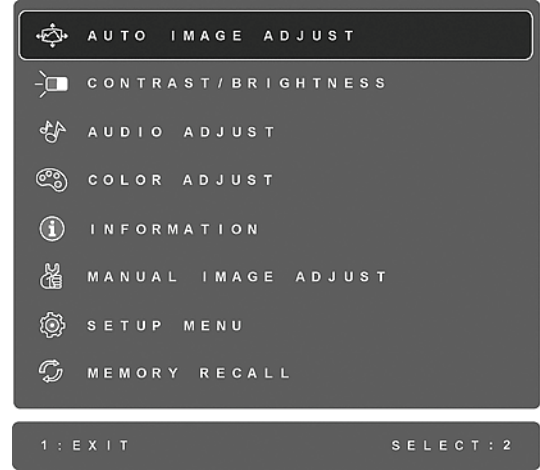 AUTO IMAGE ADJUST
CONTRAST/BRIGHTNESS
AUDIO ADJUST
COLOR ADJUST
INFORMATION
MANUAL IMAGE ADJUST
SETUP MENU
MEMORY RECALL
1:EXIT SELECT:2